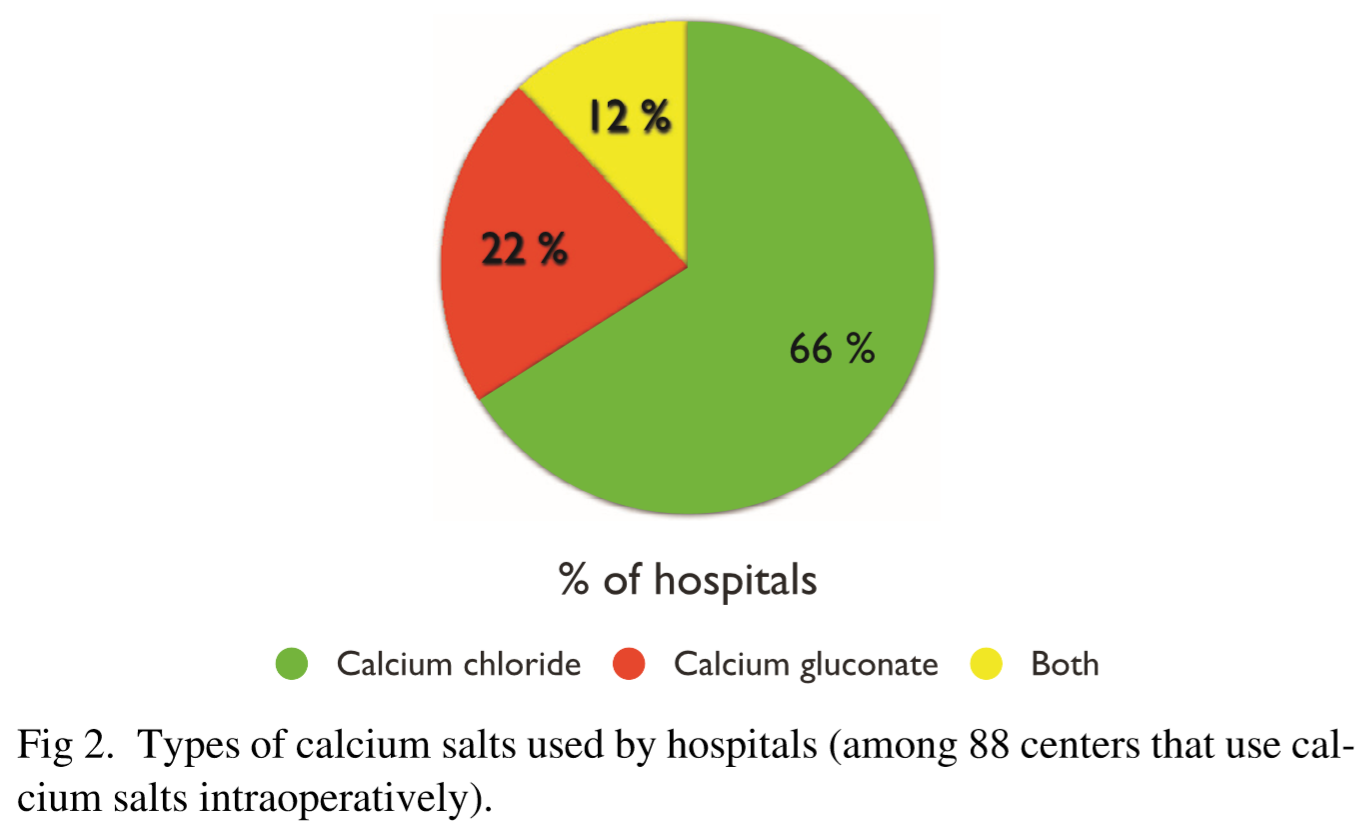 12 %
22 %
66 %
% of hospitals
Calcium chloride Calcium gluconate Both
Fig 2. Types of calcium salts used by hospitals (among 88 centers that use cal-
cium salts intraoperatively).